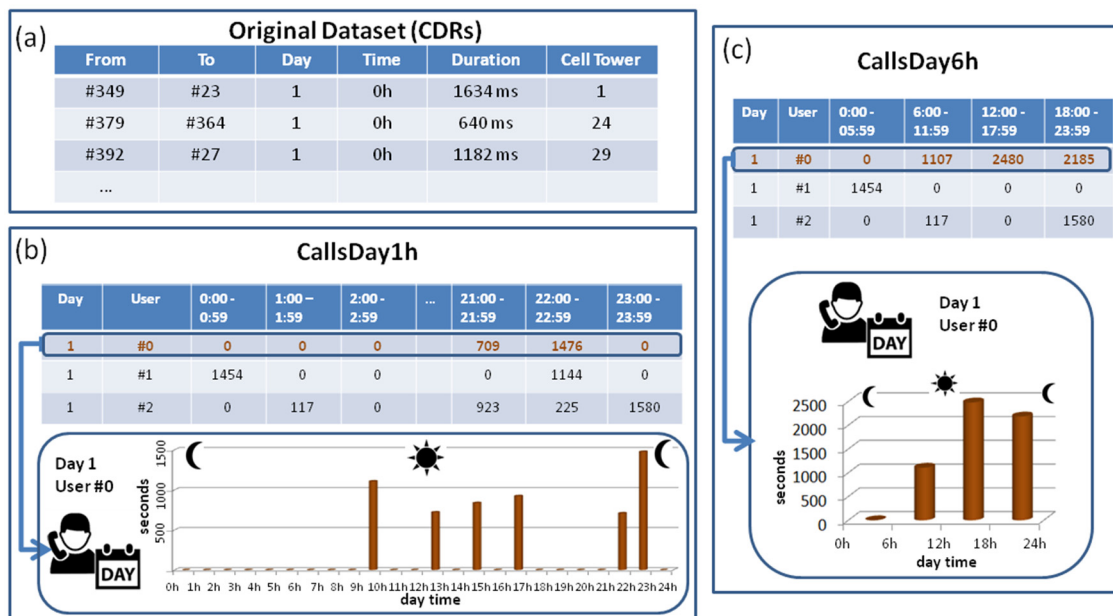 (a)
Original Dataset (CDRs)
From To Day Time Duration Cell Tower
#349 #23 1 0h 1634 ms 1
#379 #364 1 0h 640 ms 24
#392 #27 1 0h 1182 ms 29
...
(b)
CallsDay1h
Day User 0:00 - 0:59 1:00 – 1:59 2:00 - 2:59 ... 21:00 - 21:59 22:00 - 22:59 23:00 - 23:59
1 #0 0 0 0 709 1476 0
1 #1 1454 0 0 0 1144 0
1 #2 0 117 0 923 225 1580
Day 1
User #0
DAY
seconds
1500
1000
500
0h 1h 2h 3h 4h 5h 6h 7h 8h 9h 10h 11h 12h 13h 14h 15h 16h 17h 18h 19h 20h 21h 22h 23h 24h
day time
(c)
CallsDay6h
Day User 0:00 - 05:59 6:00 - 11:59 12:00 - 17:59 18:00 - 23:59
1 #0 0 1107 2480 2185
1 #1 1454 0 0 0
1 #2 0 117 0 1580
Day 1
User #0
DAY
seconds
2500
2000
1500
1000
500
0
0h 6h 12h 18h 24h
day time